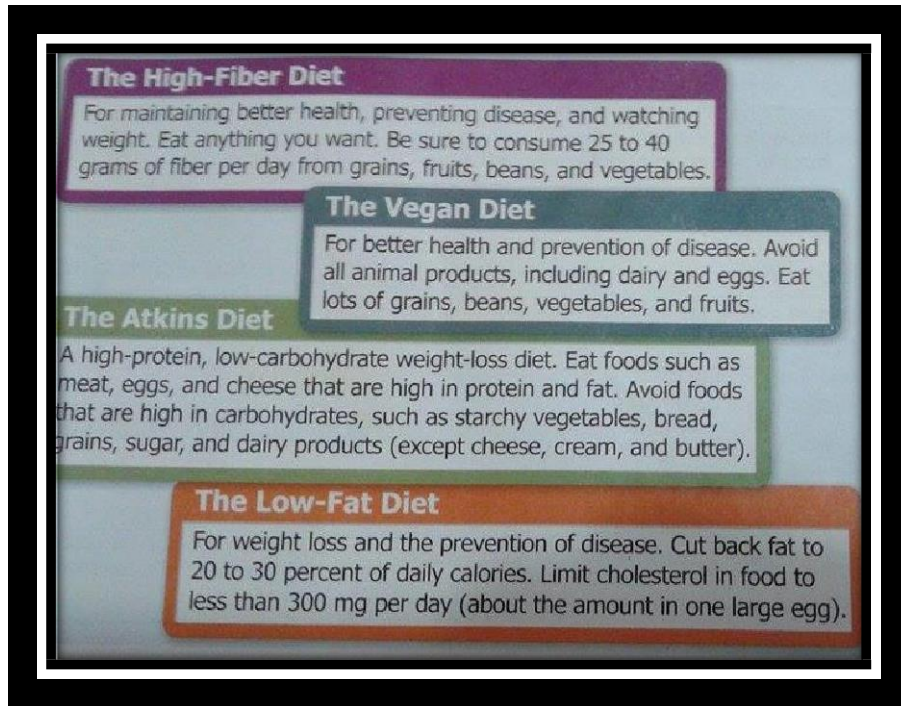 The High-Fiber Diet
For maintaining better health, preventing disease, and watching
weight. Eat anything you want. Be sure to consume 25 to 40
grams of fiber per day from grains, fruits, beans, and vegetables.
The Vegan Diet
For better health and prevention of disease. Avoid
all animal products, including dairy and eggs. Eat
lots of grains, beans, vegetables, and fruits.
The Atkins Diet
A high-protein, low-carbohydrate weight-loss diet. Eat foods such as
meat, eggs, and cheese that are high in protein and fat. Avoid foods
that are high in carbohydrates, such as starchy vegetables, bread,
grains, sugar, and dairy products (except cheese, cream, and butter).
The Low-Fat Diet
For weight loss and the prevention of disease. Cut back fat to
20 to 30 percent of daily calories. Limit cholesterol in food to
less than 300 mg per day (about the amount in one large egg).